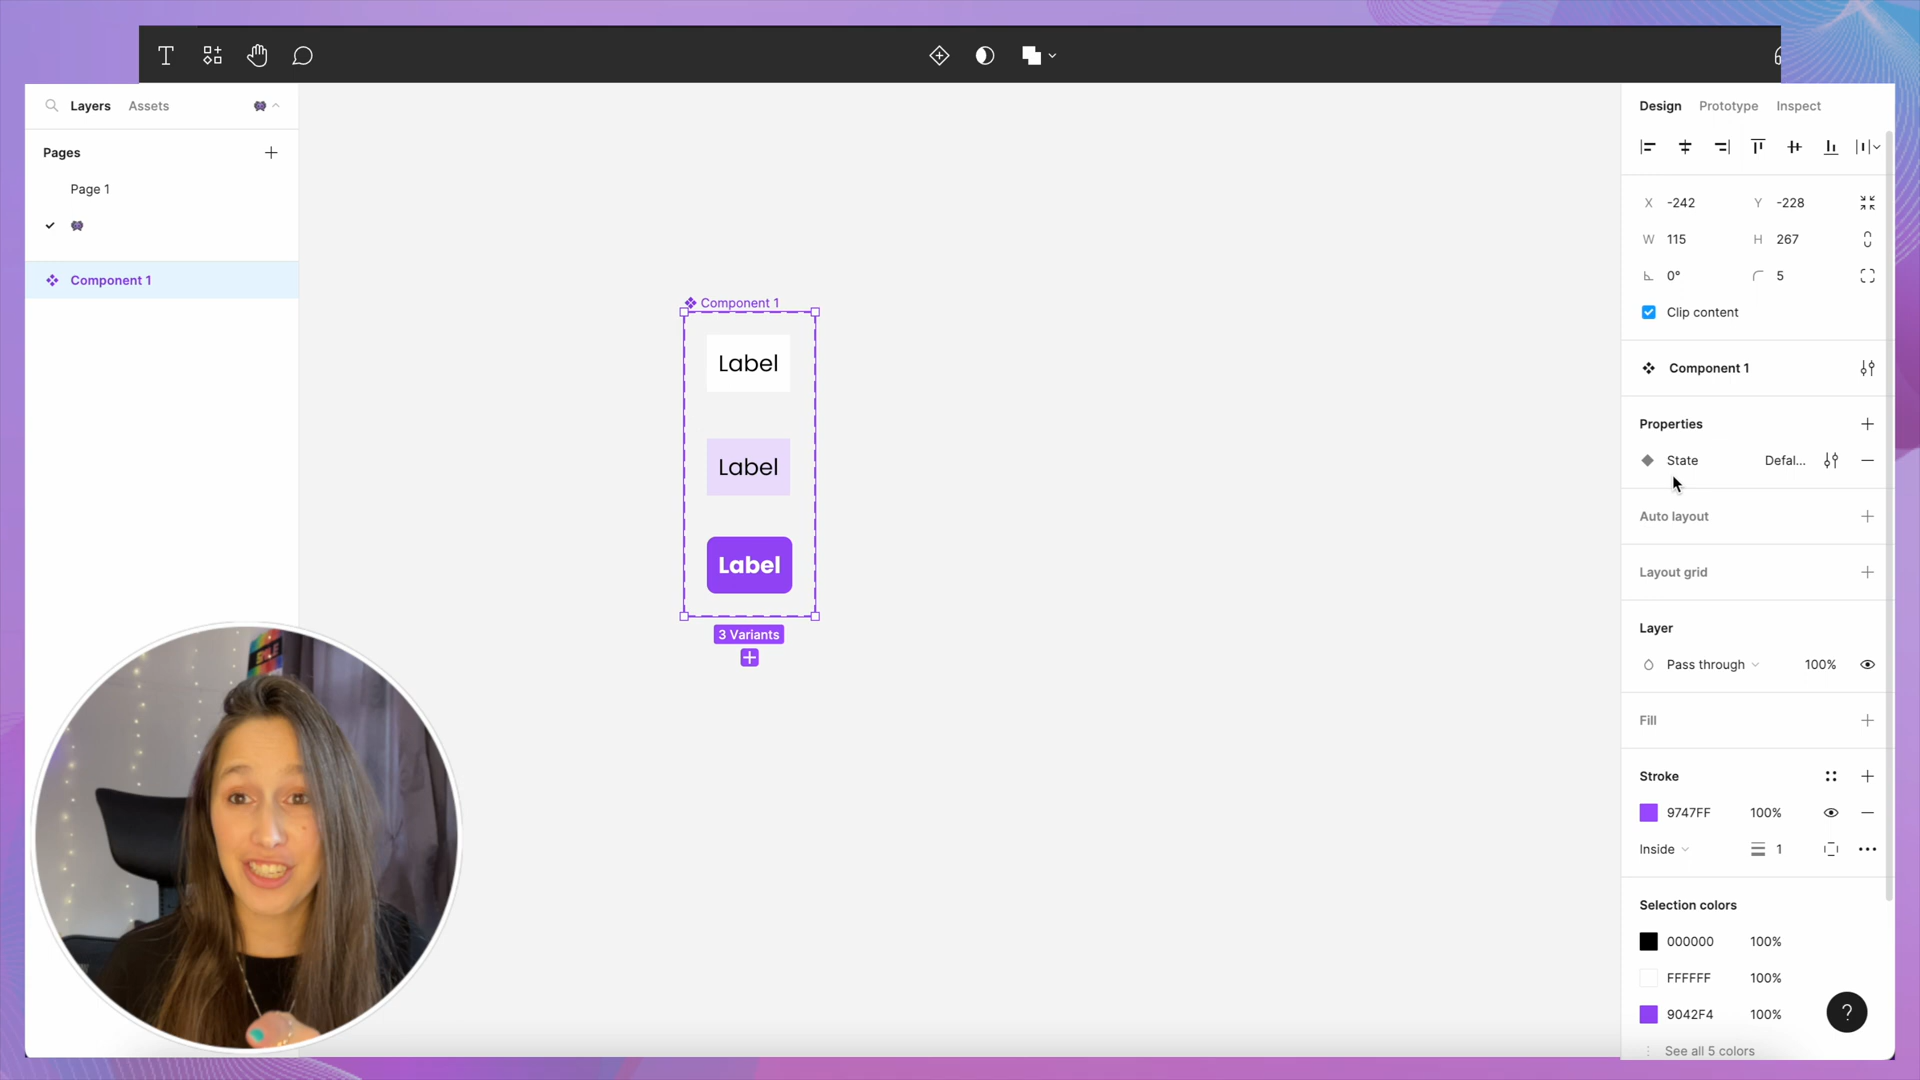 Layers Assets
Design Prototype Inspect
Pages
Page 1
Component 1
X -242 Y -228
W 115 H 267
0° 5
Clip content
Component 1
Component 1
Label
Label
Label
3 Variants
Properties
State Defal...
Auto layout
Layout grid
Layer
Pass through 100%
Fill
Stroke
9747FF 100%
Inside 1
Selection colors
000000 100%
FFFFFF 100%
9042F4 100%
?
See all 5 colors